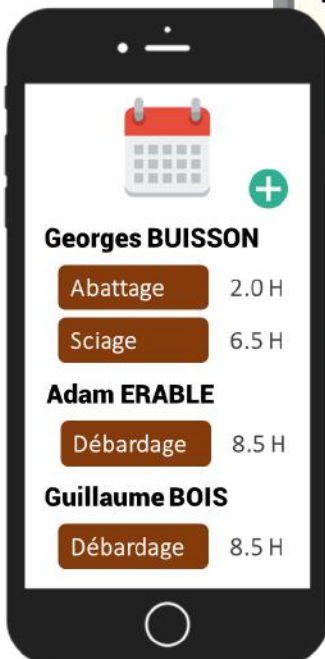 Georges BUISSON
Abattage 2.0 H
Sciage 6.5 H
Adam ERABLE
Débardage 8.5 H
Guillaume BOIS
Débardage 8.5 H